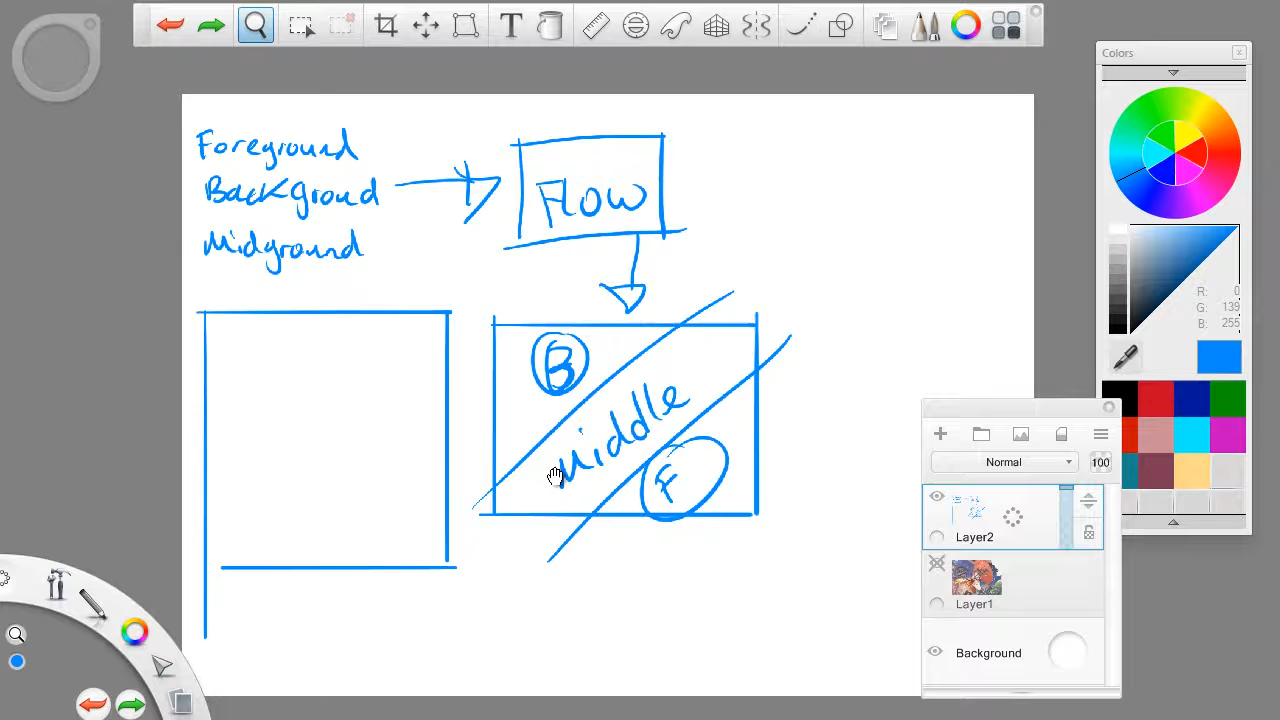 Colors
Foreground
Backgroud
Midground
Flow
B
Middle
F
R: 0
G: 139
B: 255
Normal 100
Layer2
Layer1
Background